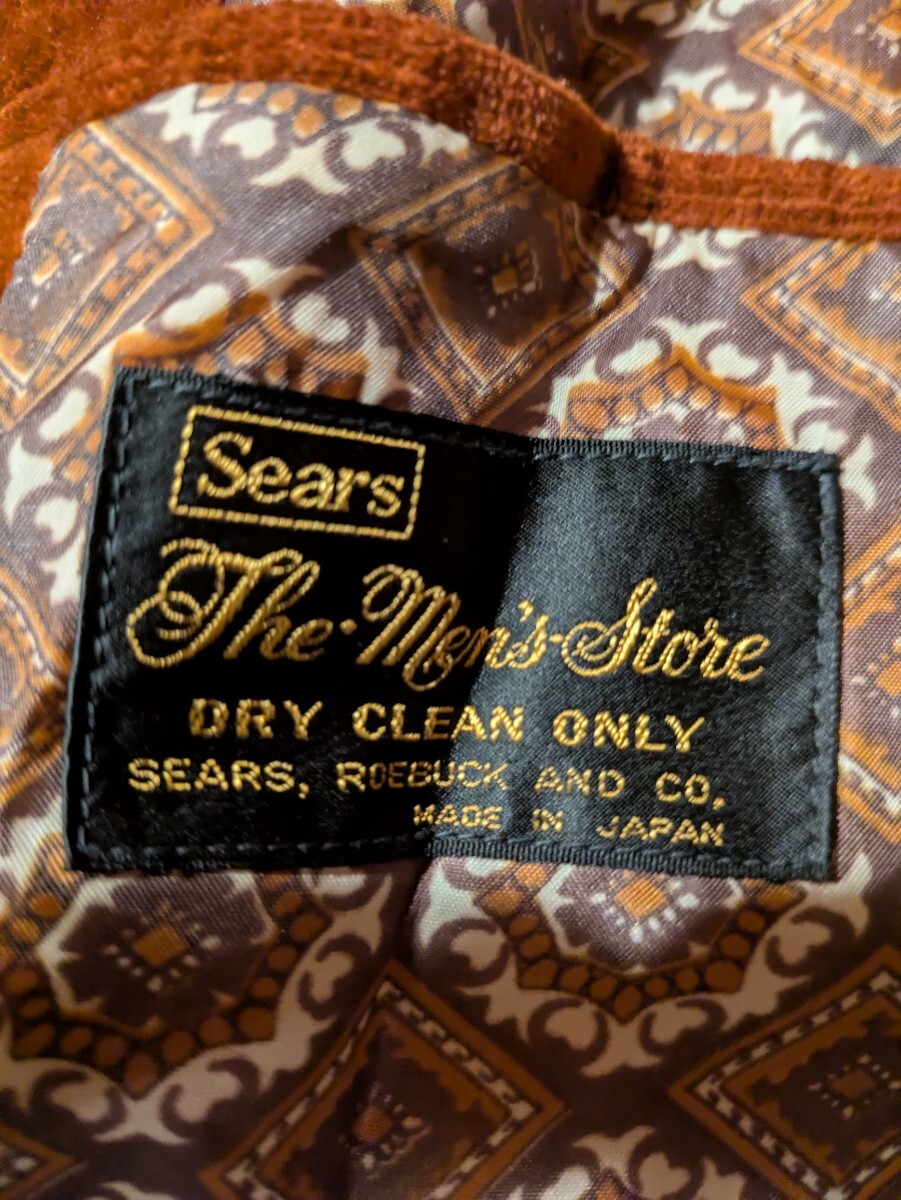 Sears
The·Men's·Store
DRY CLEAN ONLY
SEARS, ROEBUCK AND CO.
MADE IN JAPAN